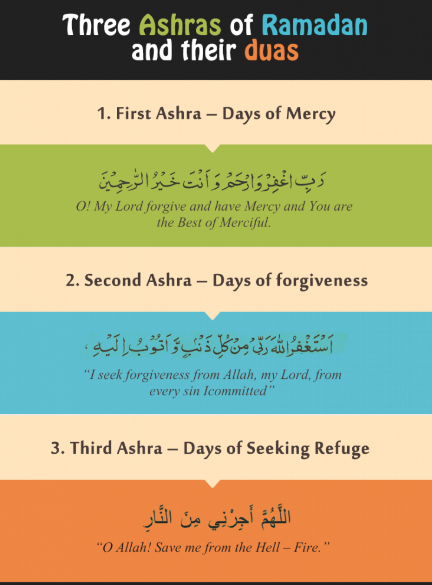 Three Ashras of Ramadan
and their duas
1. First Ashra – Days of Mercy
رَبِّ اغْفِرْ وَارْحَمْ وَاَنْتَ خَيْرُ الرّٰحِمِيْنَ
O! My Lord forgive and have Mercy and You are
the Best of Merciful.
2. Second Ashra – Days of forgiveness
اَسْتَغْفِرُ اللهَ رَبِّىْ مِنْ كُلِّ ذَنْبٍ وَّاَتُوْبُ اِلَيْهِ ،
“I seek forgiveness from Allah, my Lord, from
every sin Icommitted”
3. Third Ashra – Days of Seeking Refuge
اللَّهُمَّ أَجِرْنِي مِنَ النَّارِ
“O Allah! Save me from the Hell – Fire.”